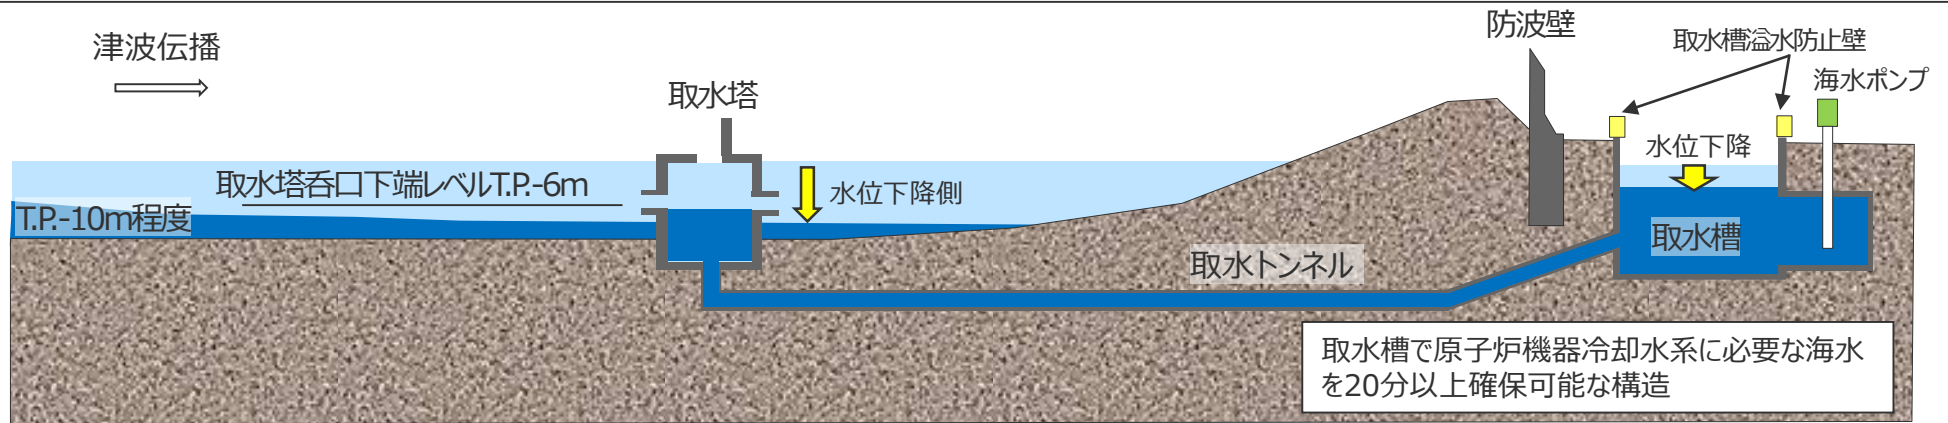 津波伝播
取水塔
防波壁
取水槽溢水防止壁
海水ポンプ
取水塔呑口下端レベルT.P.-6m
水位下降側
水位下降
T.P.-10m程度
取水槽
取水トンネル
取水槽で原子炉機器冷却水系に必要な海水
を20分以上確保可能な構造